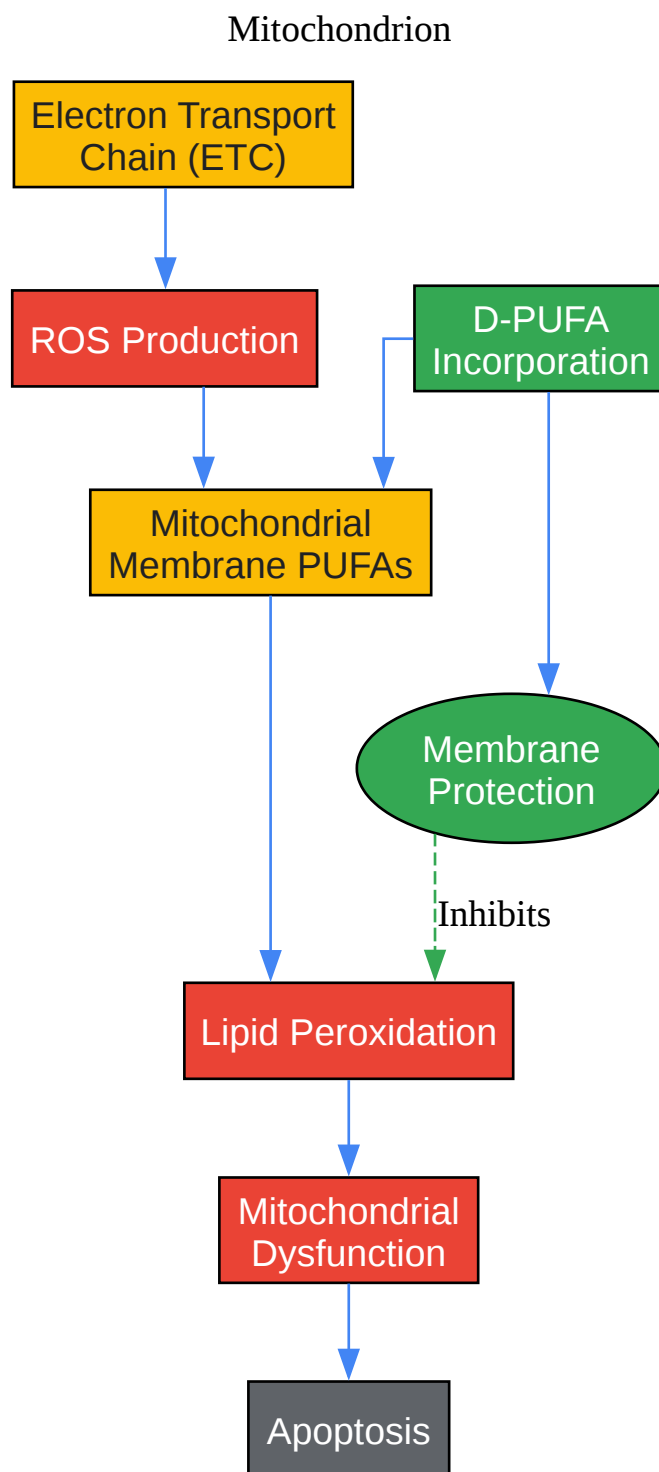 Mitochondrion
Electron Transport
Chain (ETC)
ROS Production
D-PUFA
Incorporation
Mitochondrial
Membrane PUFAs
Membrane
Protection
Inhibits
Lipid Peroxidation
Mitochondrial
Dysfunction
Apoptosis